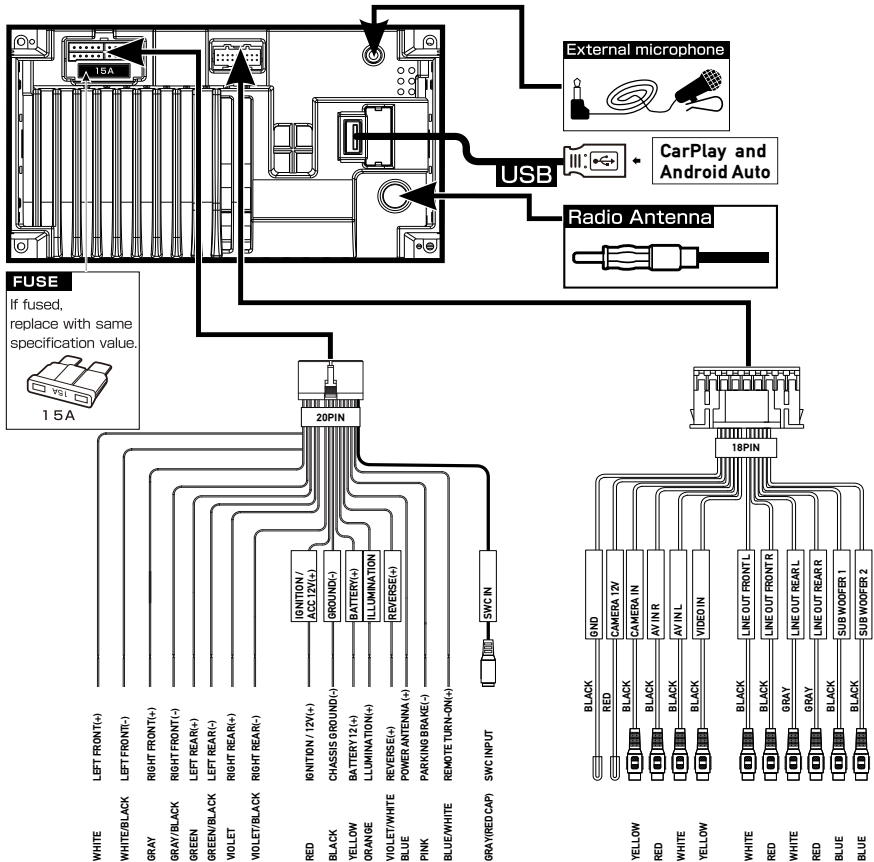 15A
External microphone
CarPlay and
Android Auto
USB
Radio Antenna
FUSE
If fused,
replace with same
specification value.
15A
15A
20PIN
18PIN
IGNITION /
ACC 12V(+)
GROUND(-)
BATTERY(+)
ILLUMINATION
REVERSE(+)
SWC IN
GND
CAMERA 12V
CAMERA IN
AV IN R
AV IN L
VIDEO IN
LINE OUT FRONT L
LINE OUT FRONT R
LINE OUT REAR L
LINE OUT REAR R
SUB WOOFER 1
SUB WOOFER 2
BLACK
RED
BLACK
BLACK
BLACK
BLACK
BLACK
BLACK
GRAY
GRAY
BLACK
BLACK
LEFT FRONT(+)
LEFT FRONT(-)
RIGHT FRONT(+)
RIGHT FRONT(-)
LEFT REAR(+)
LEFT REAR(-)
RIGHT REAR(+)
RIGHT REAR(-)
IGNITION / 12V(+)
CHASSIS GROUND(-)
BATTERY 12(+)
LLUMINATION(+)
REVERSE(+)
POWER ANTENNA (+)
PARKING BRAKE(-)
REMOTE TURN-ON(+)
SWC INPUT
WHITE
WHITE/BLACK
GRAY
GRAY/BLACK
GREEN
GREEN/BLACK
VIOLET
VIOLET/BLACK
RED
BLACK
YELLOW
ORANGE
VIOLET/WHITE
BLUE
PINK
BLUE/WHITE
GRAY(RED CAP)
YELLOW
RED
WHITE
YELLOW
WHITE
RED
WHITE
RED
BLUE
BLUE